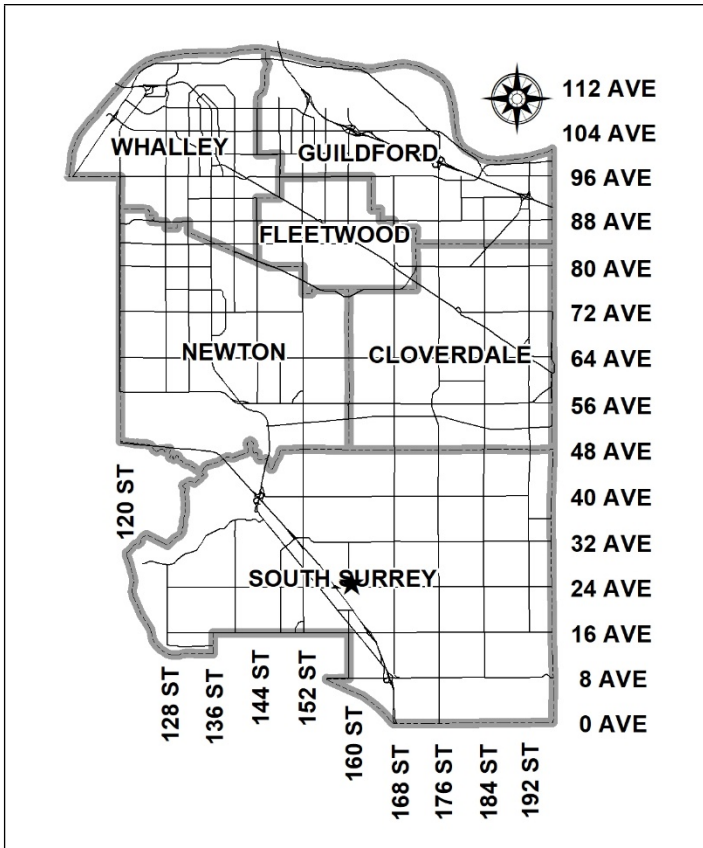 112 AVE
104 AVE
WHALLEY
GUILDFORD
96 AVE
88 AVE
FLEETWOOD
80 AVE
72 AVE
NEWTON
CLOVERDALE
64 AVE
56 AVE
48 AVE
120 ST
40 AVE
32 AVE
SOUTH SURREY
24 AVE
16 AVE
8 AVE
0 AVE
128 ST
136 ST
144 ST
152 ST
160 ST
168 ST
176 ST
184 ST
192 ST